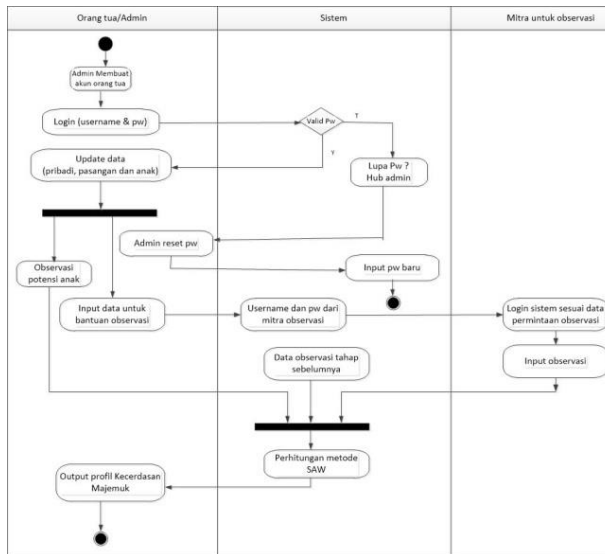 Orang tua/Admin
Sistem
Mitra untuk observasi
Admin Membuat
akun orang tua
Login (username & pw)
Valid Pw
T
Y
Update data
(pribadi, pasangan dan anak)
Lupa Pw ?
Hub admin
Admin reset pw
Observasi
potensi anak
Input pw baru
Input data untuk
bantuan observasi
Username dan pw dari
mitra observasi
Login sistem sesuai data
permintaan observasi
Data observasi tahap
sebelumnya
Input observasi
Perhitungan metode
SAW
Output profil Kecerdasan
Majemuk